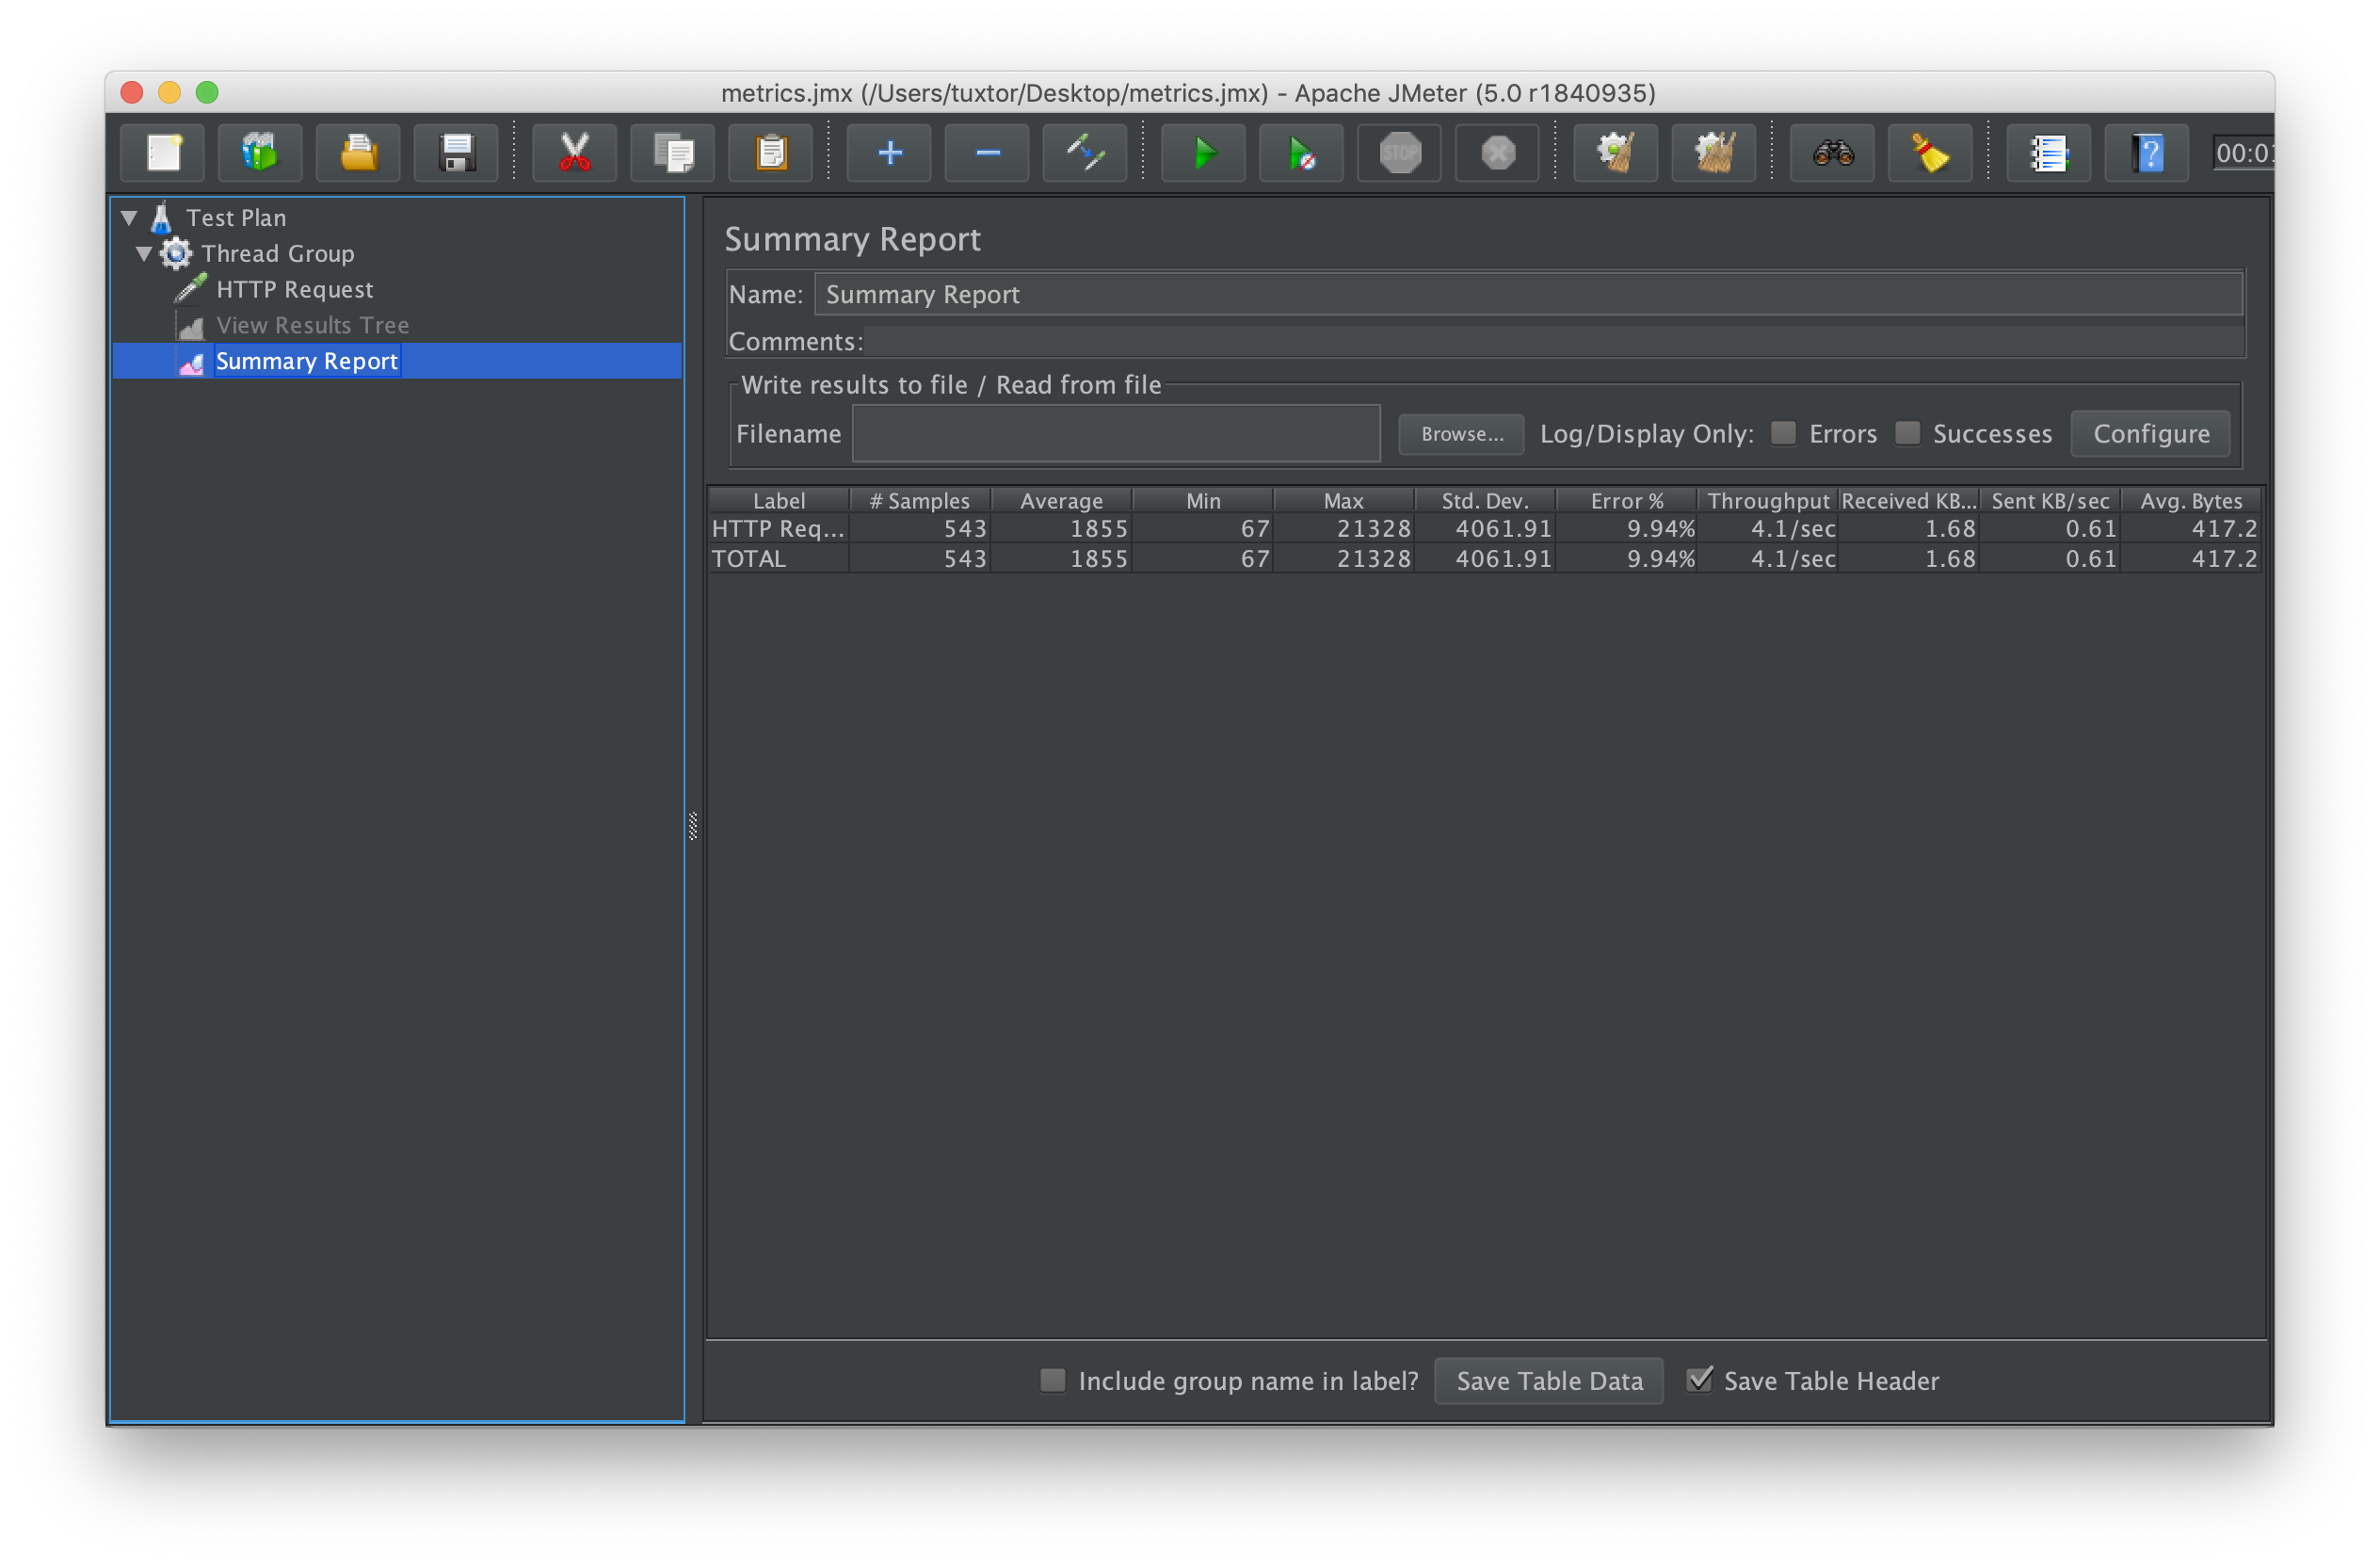 metrics.jmx (/Users/tuxtor/Desktop/metrics.jmx) - Apache JMeter (5.0 r1840935)
STOP
Test Plan
Thread Group
HTTP Request
View Results Tree
Summary Report
Summary Report
Name: Summary Report
Comments:
Write results to file / Read from file
Filename Browse... Log/Display Only: Errors Successes Configure
Label # Samples Average Min Max Std. Dev. Error % Throughput Received KB... Sent KB/sec Avg. Bytes
HTTP Req... 543 1855 67 21328 4061.91 9.94% 4.1/sec 1.68 0.61 417.2
TOTAL 543 1855 67 21328 4061.91 9.94% 4.1/sec 1.68 0.61 417.2
Include group name in label? Save Table Data Save Table Header